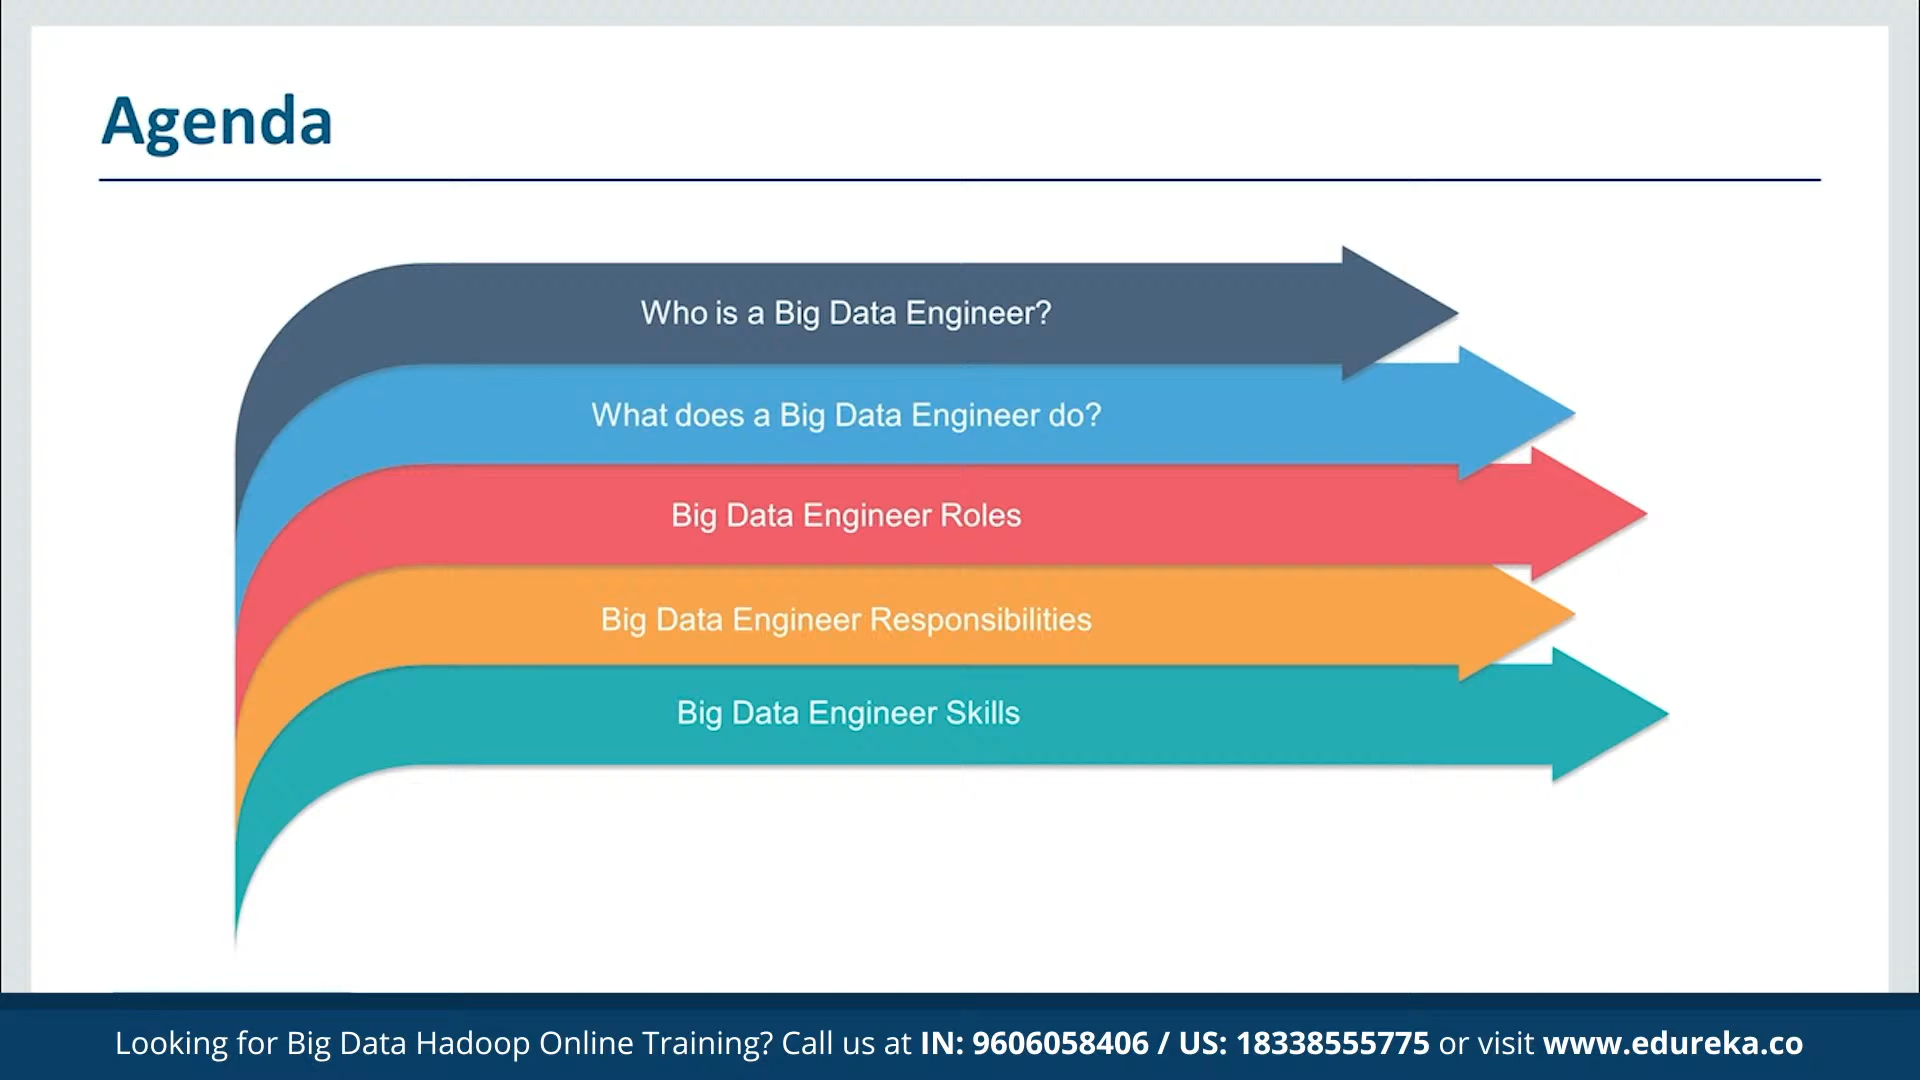 Agenda
Who is a Big Data Engineer?
What does a Big Data Engineer do?
Big Data Engineer Roles
Big Data Engineer Responsibilities
Big Data Engineer Skills
Looking for Big Data Hadoop Online Training? Call us at IN: 9606058406 / US: 18338555775 or visit www.edureka.co